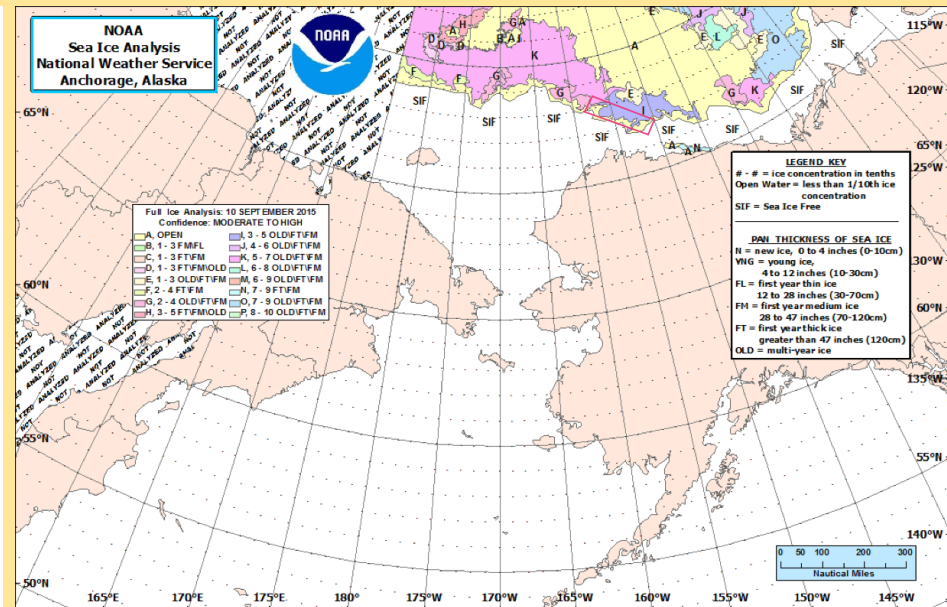 NOAA
Sea Ice Analysis
National Weather Service
Anchorage, Alaska
NOAA
H
A
G A
D
D
D
B A J
K
F
F
G
G
A
E
E
I
J
J
E
L
E
O
G
K
A
A
N
SIF
SIF
SIF
SIF
SIF
SIF
SIF
SIF
NOT
ANALYZED
115°W
120°W
65°N
125°W
130°W
60°N
135°W
55°N
140°W
65°N
60°N
55°N
50°N
165°E
170°E
175°E
180°
175°W
170°W
165°W
160°W
155°W
150°W
145°W
Full Ice Analysis: 10 SEPTEMBER 2015
Confidence: MODERATE TO HIGH
A, OPEN
B, 1 - 3 FM\FL
C, 1 - 3 FT\FM
D, 1 - 3 FT\FM\OLD
E, 1 - 3 OLD\FT\FM
F, 2 - 4 FT\FM
G, 2 - 4 OLD\FT\FM
H, 3 - 5 FT\FM\OLD
I, 3 - 5 OLD\FT\FM
J, 4 - 6 OLD\FT\FM
K, 5 - 7 OLD\FT\FM
L, 6 - 8 OLD\FT\FM
M, 6 - 9 OLD\FT\FM
N, 7 - 9 FT\FM
O, 7 - 9 OLD\FT\FM
P, 8 - 10 OLD\FT\FM
LEGEND KEY
# - # = ice concentration in tenths
Open Water = less than 1/10th ice
concentration
SIF = Sea Ice Free
PAN THICKNESS OF SEA ICE
N = new ice, 0 to 4 inches (0-10cm)
YNG = young ice,
4 to 12 inches (10-30cm)
FL = first year thin ice
12 to 28 inches (30-70cm)
FM = first year medium ice
28 to 47 inches (70-120cm)
FT = first year thick ice
greater than 47 inches (120cm)
OLD = multi-year ice
0 50 100 200 300
Nautical Miles